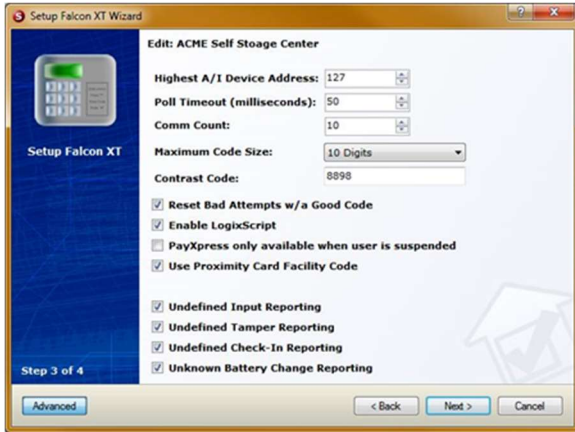 Setup Falcon XT Wizard
Edit: ACME Self Stoage Center
Highest A/I Device Address: 127
Poll Timeout (milliseconds): 50
Comm Count: 10
Maximum Code Size: 10 Digits
Contrast Code: 8898
Setup Falcon XT
Reset Bad Attempts w/a Good Code
Enable LogixScript
PayXpress only available when user is suspended
Use Proximity Card Facility Code
Undefined Input Reporting
Undefined Tamper Reporting
Undefined Check-In Reporting
Unknown Battery Change Reporting
Step 3 of 4
Advanced
< Back
Next >
Cancel